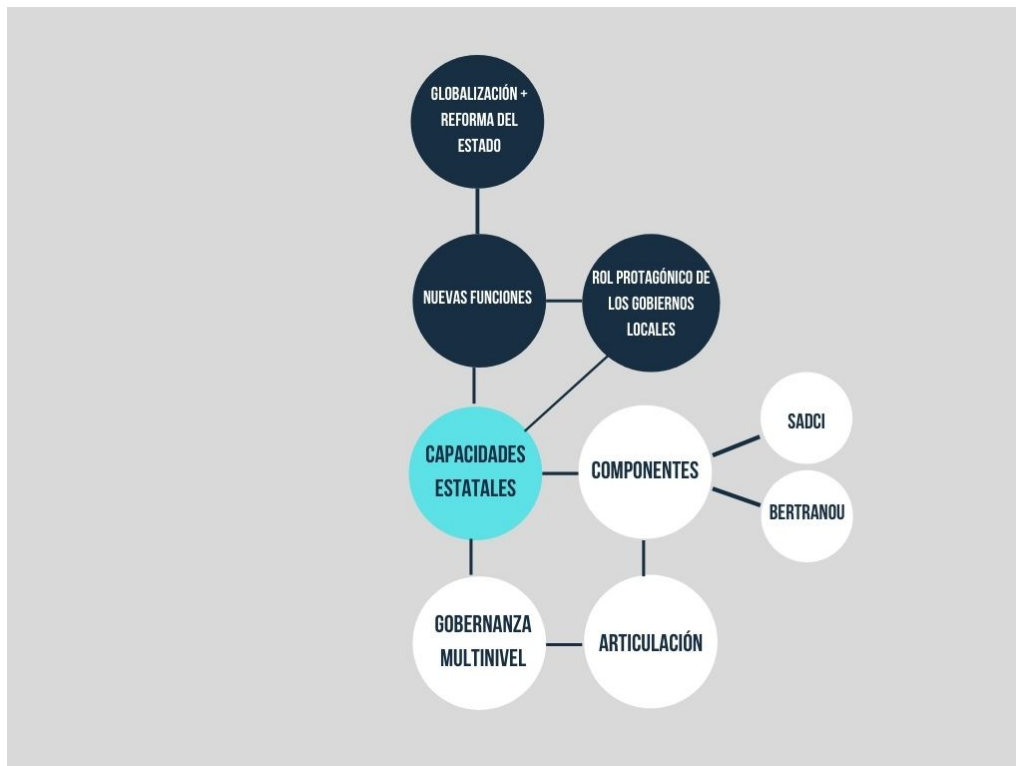 GLOBALIZACIÓN +
REFORMA DEL
ESTADO
NUEVAS FUNCIONES
ROL PROTAGÓNICO DE
LOS GOBIERNOS
LOCALES
CAPACIDADES
ESTATALES
COMPONENTES
SADCI
BERTRANOU
GOBERNANZA
MULTINIVEL
ARTICULACIÓN